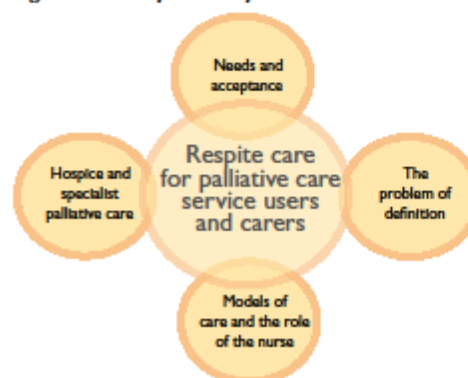 Needs and
acceptance
Respite care
for palliative care
service users
and carers
Hospice and
specialist
palliative care
The
problem of
definition
Models of
care and the role
of the nurse